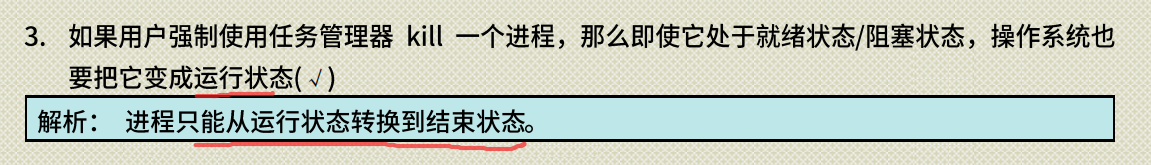 3. 如果用户强制使用任务管理器 kill 一个进程，那么即使它处于就绪状态/阻塞状态，操作系统也
要把它变成运行状态(√)
解析： 进程只能从运行状态转换到结束状态。